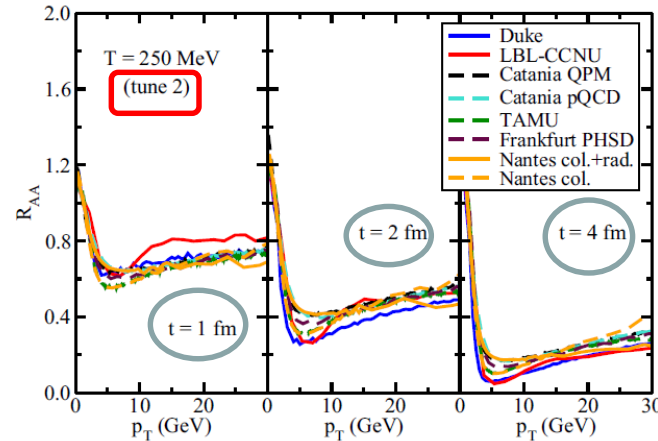 2.0
1.6
1.2
0.8
0.4
0.0
R_AA
T = 250 MeV
(tune 2)
t = 1 fm
t = 2 fm
t = 4 fm
Duke
LBL-CCNU
Catania QPM
Catania pQCD
TAMU
Frankfurt PHSD
Nantes col.+rad.
Nantes col.
0 10 20 0 10 20 0 10 20 30
p_T (GeV) p_T (GeV) p_T (GeV)